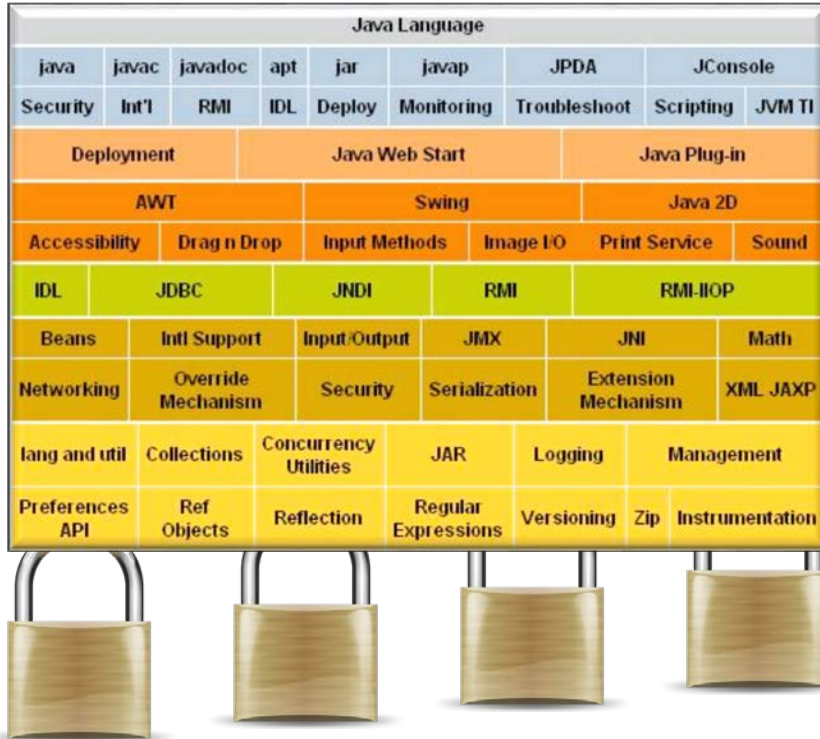 Java Language
java javac javadoc apt jar javap JPDA JConsole
Security Int'l RMI IDL Deploy Monitoring Troubleshoot Scripting JVM TI
Deployment Java Web Start Java Plug-in
AWT Swing Java 2D
Accessibility Drag n Drop Input Methods Image I/O Print Service Sound
IDL JDBC JNDI RMI RMI-IIOP
Beans Intl Support Input/Output JMX JNI Math
Networking Override Mechanism Security Serialization Extension Mechanism XML JAXP
lang and util Collections Concurrency Utilities JAR Logging Management
Preferences API Ref Objects Reflection Regular Expressions Versioning Zip Instrumentation